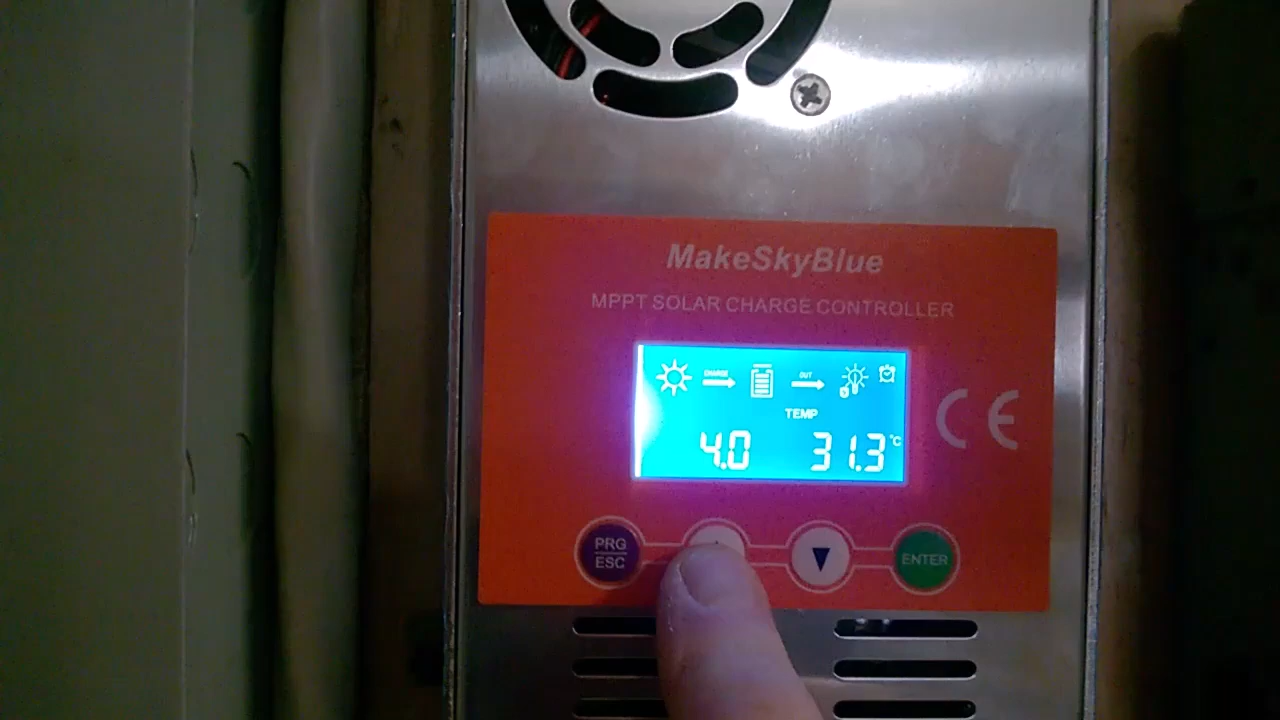 MakeSkyBlue
MPPT SOLAR CHARGE CONTROLLER
CHARGE OUT
TEMP
4.0 31.3 °C
CE
PRG
ESC
ENTER